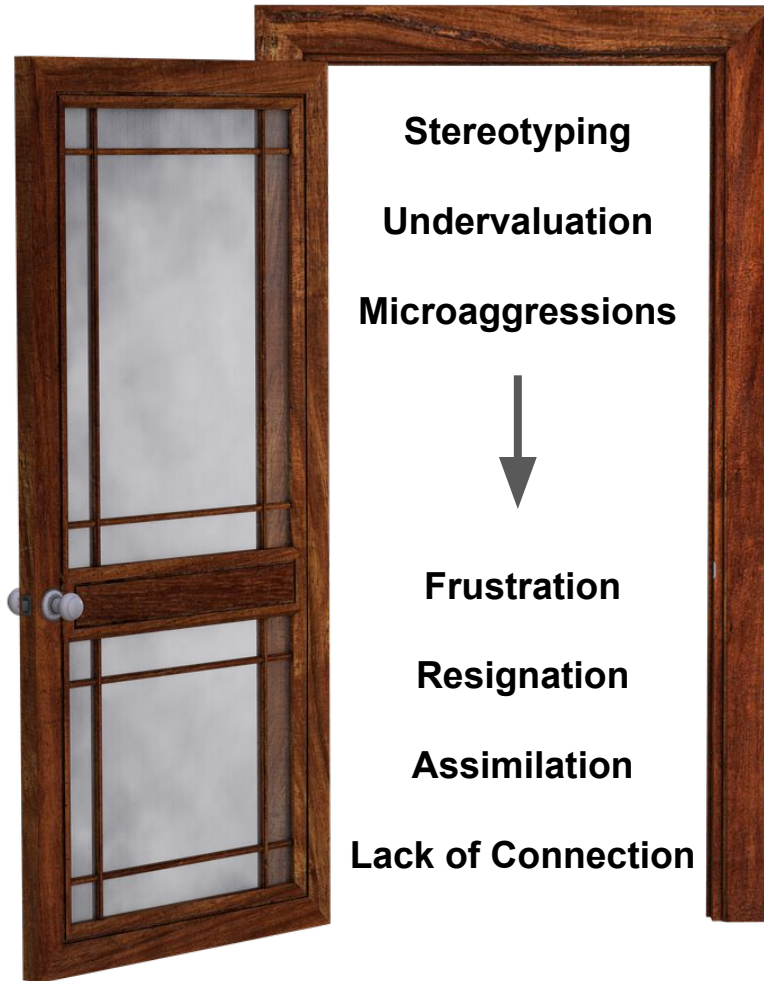 Stereotyping
Undervaluation
Microaggressions
Frustration
Resignation
Assimilation
Lack of Connection